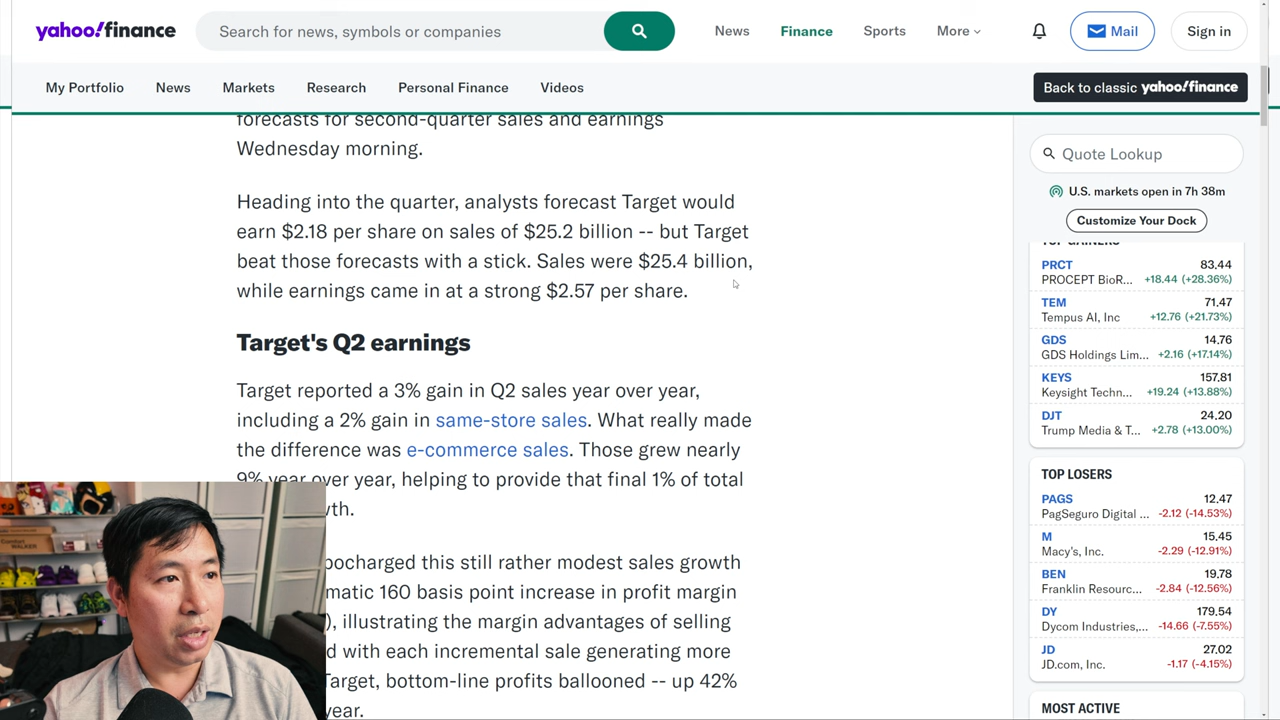 yahoo!finance
Search for news, symbols or companies
News
Finance
Sports
More
Mail
Sign in
My Portfolio
News
Markets
Research
Personal Finance
Videos
Back to classic yahoo!finance
forecasts for second-quarter sales and earnings
Wednesday morning.
Heading into the quarter, analysts forecast Target would
earn $2.18 per share on sales of $25.2 billion -- but Target
beat those forecasts with a stick. Sales were $25.4 billion,
while earnings came in at a strong $2.57 per share.
Target's Q2 earnings
Target reported a 3% gain in Q2 sales year over year,
including a 2% gain in same-store sales. What really made
the difference was e-commerce sales. Those grew nearly
9% year over year, helping to provide that final 1% of total
th.
pocharged this still rather modest sales growth
matic 160 basis point increase in profit margin
), illustrating the margin advantages of selling
d with each incremental sale generating more
Target, bottom-line profits ballooned -- up 42%
year.
Quote Lookup
U.S. markets open in 7h 38m
Customize Your Dock
TOP GAINERS
PRCT 83.44
PROCEPT BioR... +18.44 (+28.36%)
TEM 71.47
Tempus AI, Inc +12.76 (+21.73%)
GDS 14.76
GDS Holdings Lim... +2.16 (+17.14%)
KEYS 157.81
Keysight Techn... +19.24 (+13.88%)
DJT 24.20
Trump Media & T... +2.78 (+13.00%)
TOP LOSERS
PAGS 12.47
PagSeguro Digital ... -2.12 (-14.53%)
M 15.45
Macy's, Inc. -2.29 (-12.91%)
BEN 19.78
Franklin Resourc... -2.84 (-12.56%)
DY 179.54
Dycom Industries,... -14.66 (-7.55%)
JD 27.02
JD.com, Inc. -1.17 (-4.15%)
MOST ACTIVE